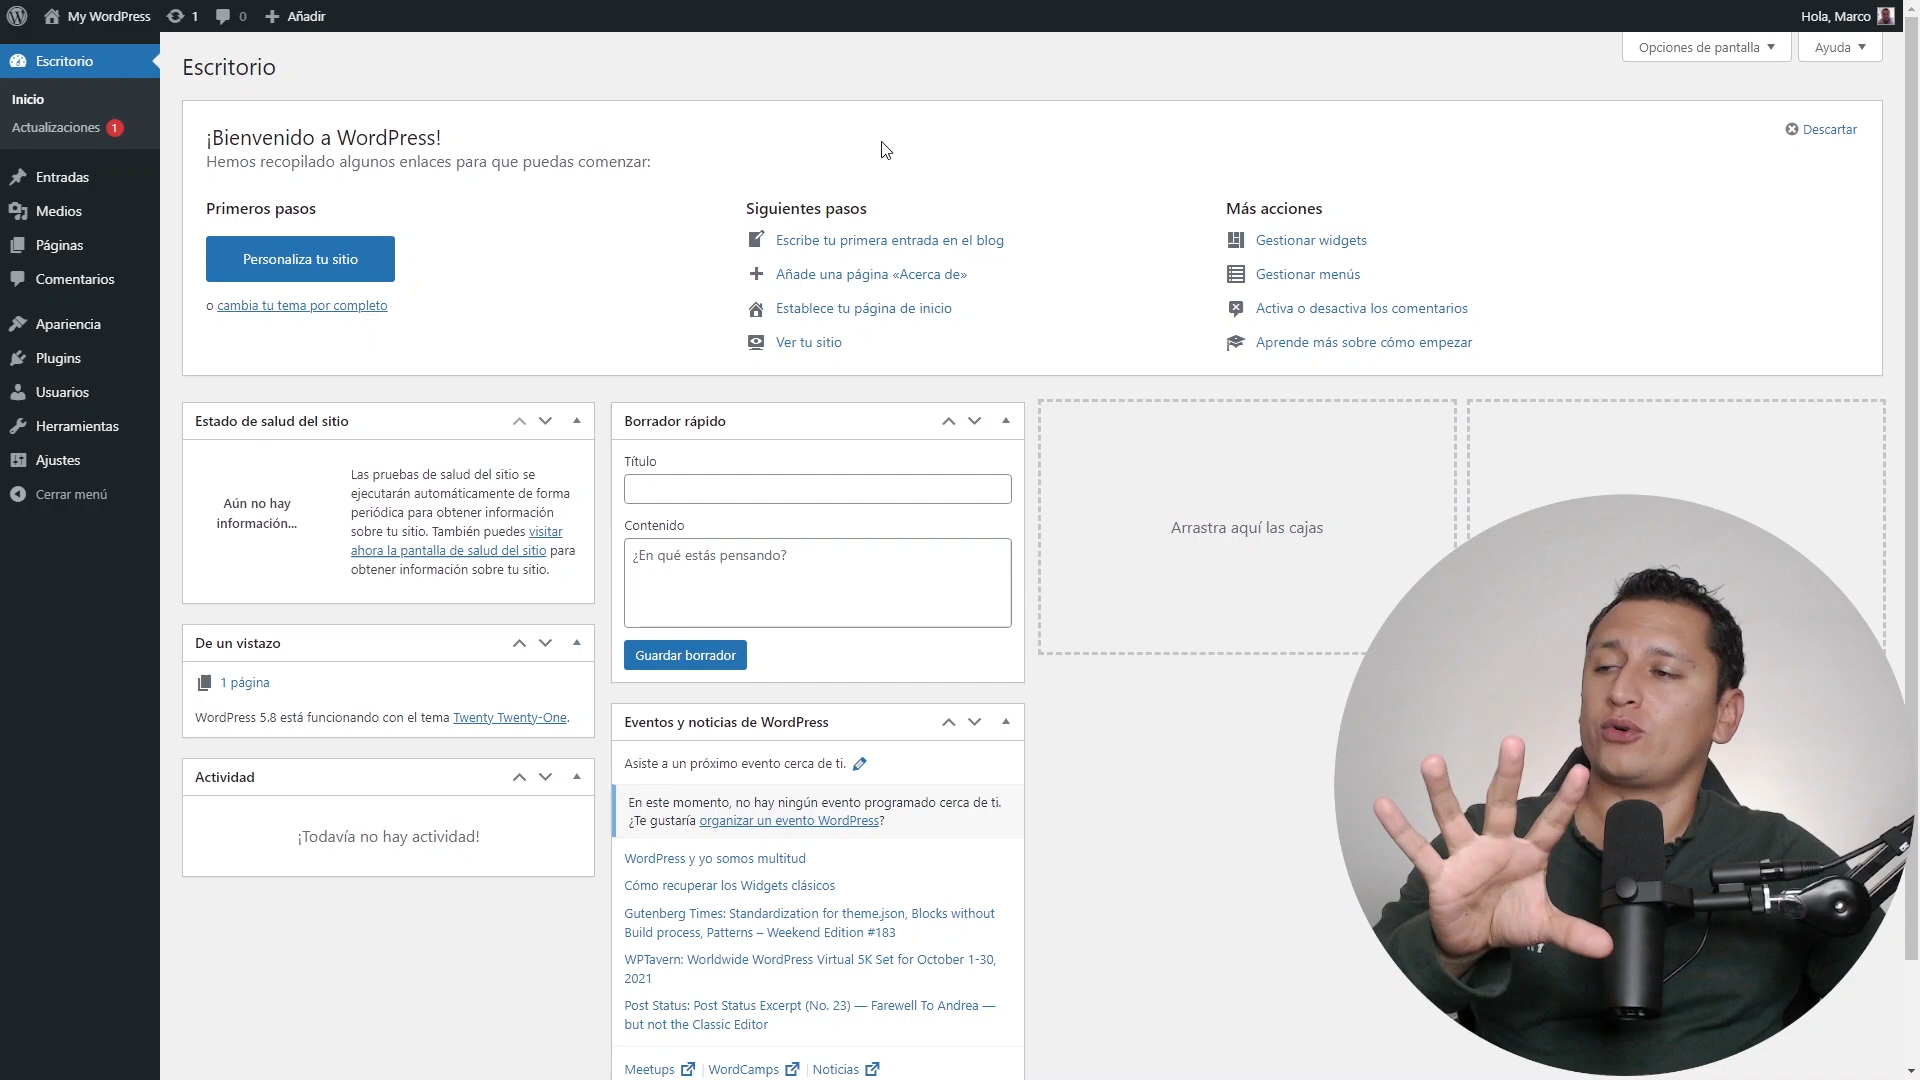 My WordPress 1 0 Añadir Hola, Marco
Opciones de pantalla Ayuda
Escritorio
Inicio
Actualizaciones 1
Entradas
Medios
Páginas
Comentarios
Apariencia
Plugins
Usuarios
Herramientas
Ajustes
Cerrar menú
Escritorio
¡Bienvenido a WordPress!
Hemos recopilado algunos enlaces para que puedas comenzar:
Descartar
Primeros pasos
Personaliza tu sitio
o cambia tu tema por completo
Siguientes pasos
Escribe tu primera entrada en el blog
Añade una página «Acerca de»
Establece tu página de inicio
Ver tu sitio
Más acciones
Gestionar widgets
Gestionar menús
Activa o desactiva los comentarios
Aprende más sobre cómo empezar
Estado de salud del sitio
Aún no hay
información...
Las pruebas de salud del sitio se
ejecutarán automáticamente de forma
periódica para obtener información
sobre tu sitio. También puedes visitar
ahora la pantalla de salud del sitio para
obtener información sobre tu sitio.
De un vistazo
1 página
WordPress 5.8 está funcionando con el tema Twenty Twenty-One.
Actividad
¡Todavía no hay actividad!
Borrador rápido
Título
Contenido
¿En qué estás pensando?
Guardar borrador
Eventos y noticias de WordPress
Asiste a un próximo evento cerca de ti.
En este momento, no hay ningún evento programado cerca de ti.
¿Te gustaría organizar un evento WordPress?
WordPress y yo somos multitud
Cómo recuperar los Widgets clásicos
Gutenberg Times: Standardization for theme.json, Blocks without
Build process, Patterns – Weekend Edition #183
WPTavern: Worldwide WordPress Virtual 5K Set for October 1-30,
2021
Post Status: Post Status Excerpt (No. 23) — Farewell To Andrea —
but not the Classic Editor
Meetups | WordCamps | Noticias
Arrastra aquí las cajas